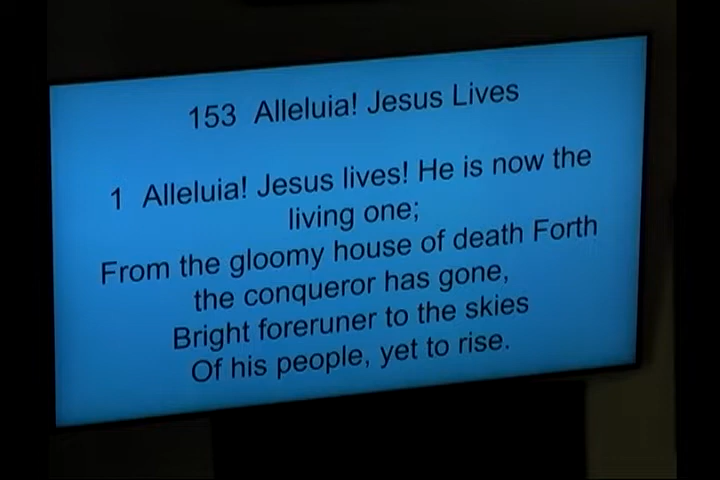 153 Alleluia! Jesus Lives
1 Alleluia! Jesus lives! He is now the
living one;
From the gloomy house of death Forth
the conqueror has gone,
Bright foreruner to the skies
Of his people, yet to rise.